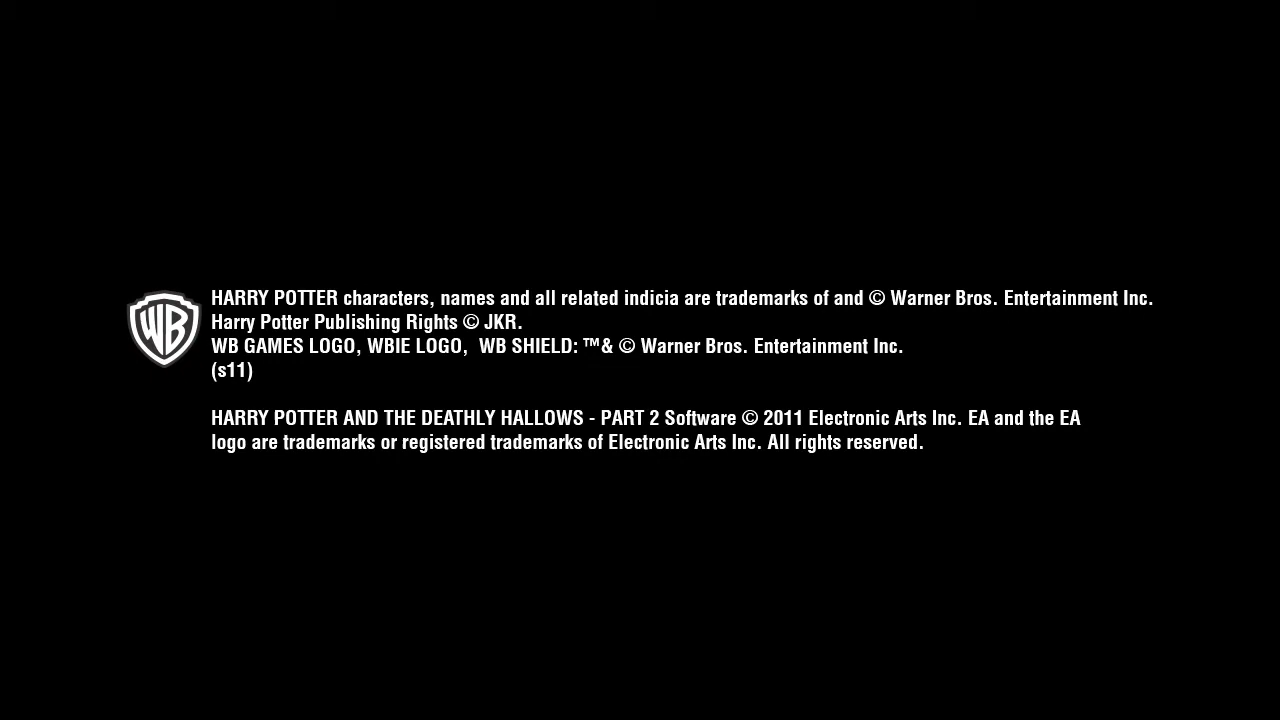 WB
HARRY POTTER characters, names and all related indicia are trademarks of and © Warner Bros. Entertainment Inc.
Harry Potter Publishing Rights © JKR.
WB GAMES LOGO, WBIE LOGO,  WB SHIELD: ™& © Warner Bros. Entertainment Inc.
(s11)
HARRY POTTER AND THE DEATHLY HALLOWS - PART 2 Software © 2011 Electronic Arts Inc. EA and the EA
logo are trademarks or registered trademarks of Electronic Arts Inc. All rights reserved.